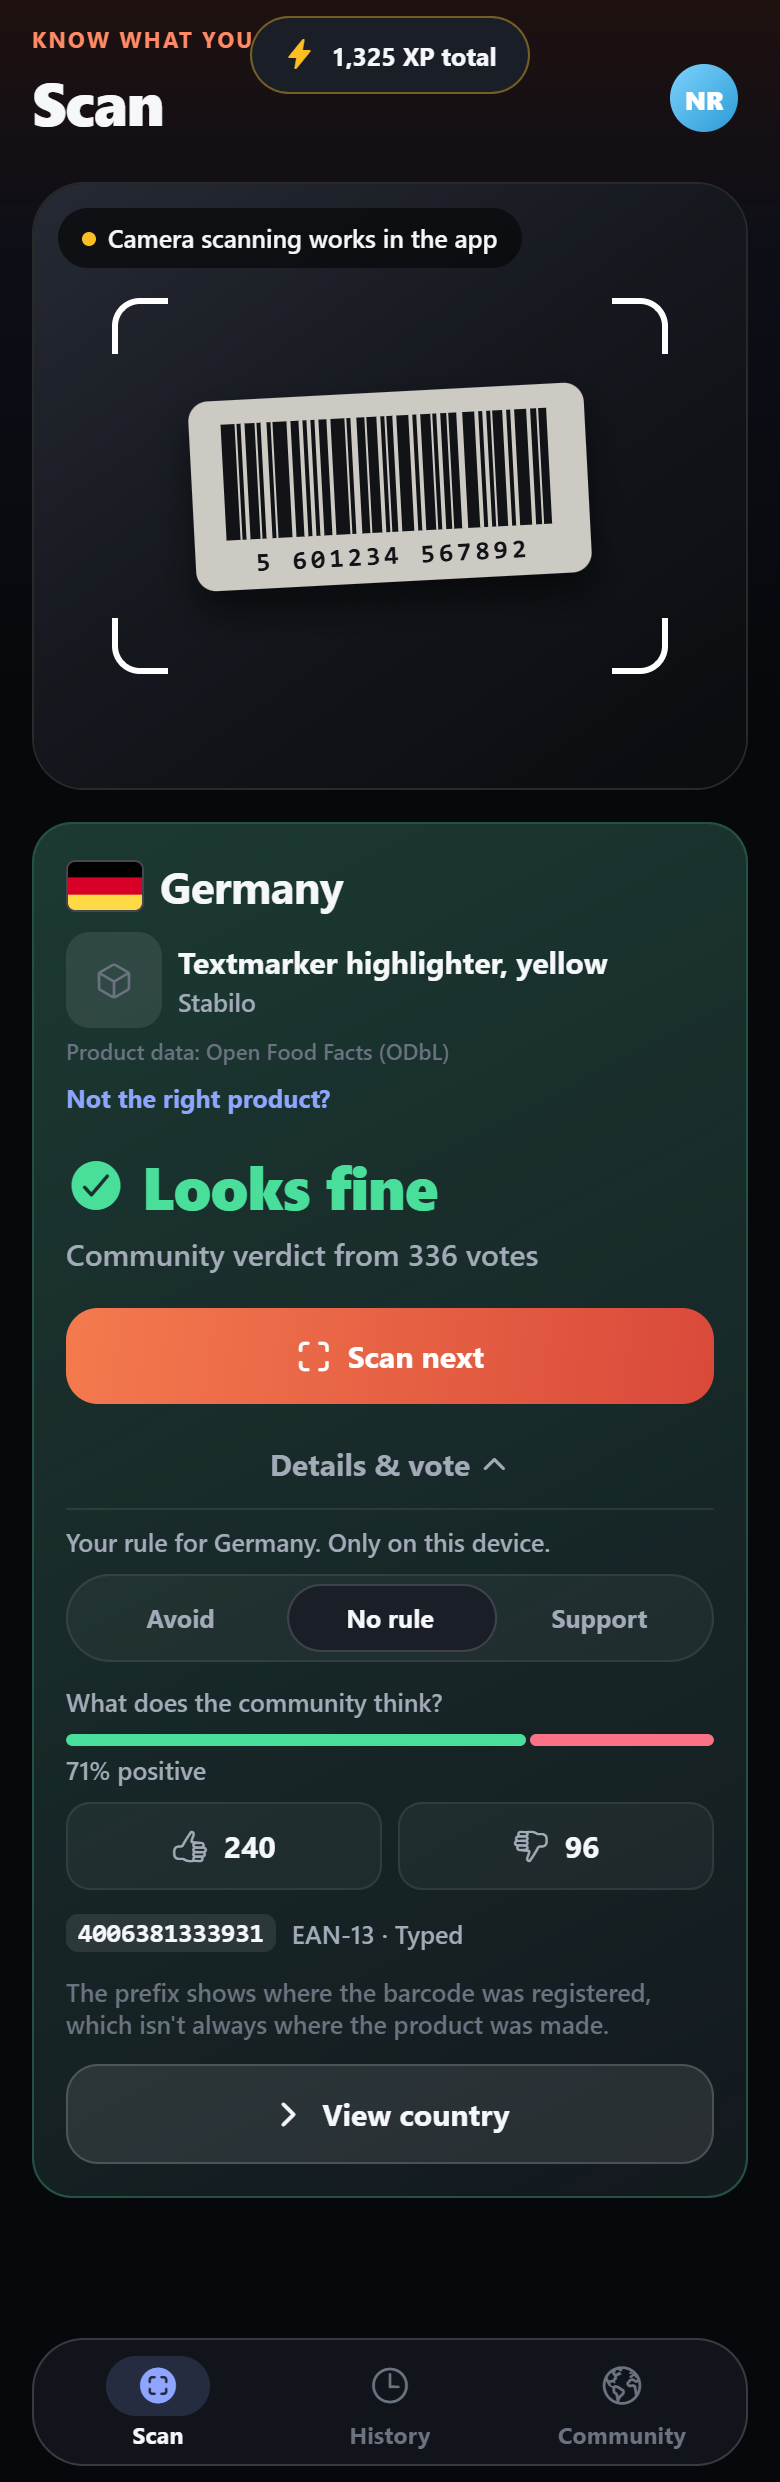 KNOW WHAT YOU
1,325 XP total
Scan
NR
Camera scanning works in the app
5 601234 567892
Germany
Textmarker highlighter, yellow
Stabilo
Product data: Open Food Facts (ODbL)
Not the right product?
Looks fine
Community verdict from 336 votes
Scan next
Details & vote
Your rule for Germany. Only on this device.
Avoid No rule Support
What does the community think?
71% positive
240 96
4006381333931 EAN-13 · Typed
The prefix shows where the barcode was registered,
which isn't always where the product was made.
View country
Scan History Community